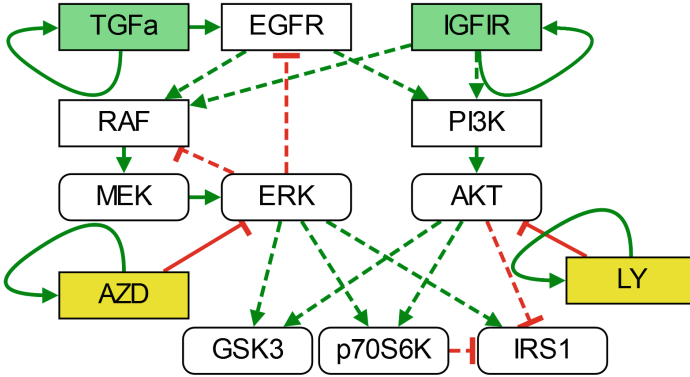 TGFa
EGFR
IGFIR
RAF
PI3K
MEK
ERK
AKT
AZD
LY
GSK3
p70S6K
IRS1